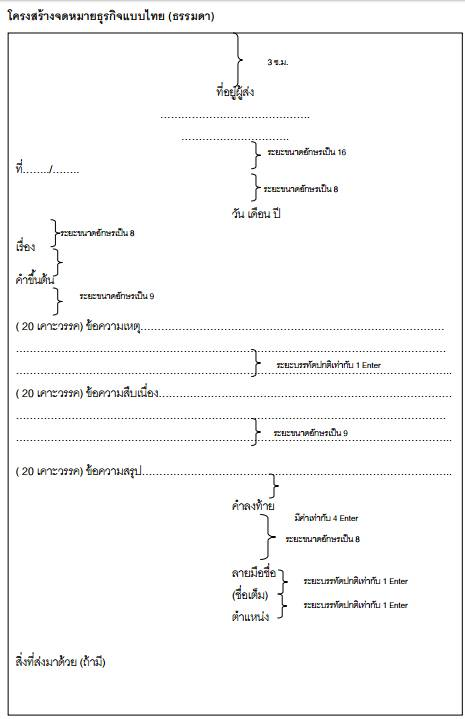 โครงสร้างจดหมายธุรกิจแบบไทย (ธรรมดา)
3 ซ.ม.
ที่อยู่ผู้ส่ง
................................................
...................................
ระยะขนาดอักษรเป็น 16
ที่......../........
ระยะขนาดอักษรเป็น 8
วัน เดือน ปี
ระยะขนาดอักษรเป็น 8
เรื่อง
คำขึ้นต้น
ระยะขนาดอักษรเป็น 9
( 20 เคาะวรรค) ข้อความเหตุ....................................................................................................
............................................................................................................................................
ระยะบรรทัดปกติเท่ากับ 1 Enter
............................................................................................................................................
( 20 เคาะวรรค) ข้อความสืบเนื่อง...............................................................................................
............................................................................................................................................
ระยะขนาดอักษรเป็น 9
............................................................................................................................................
( 20 เคาะวรรค) ข้อความสรุป....................................................................................................
คำลงท้าย
มีค่าเท่ากับ 4 Enter
ระยะขนาดอักษรเป็น 8
ลายมือชื่อ
ระยะบรรทัดปกติเท่ากับ 1 Enter
(ชื่อเต็ม)
ระยะบรรทัดปกติเท่ากับ 1 Enter
ตำแหน่ง
สิ่งที่ส่งมาด้วย (ถ้ามี)